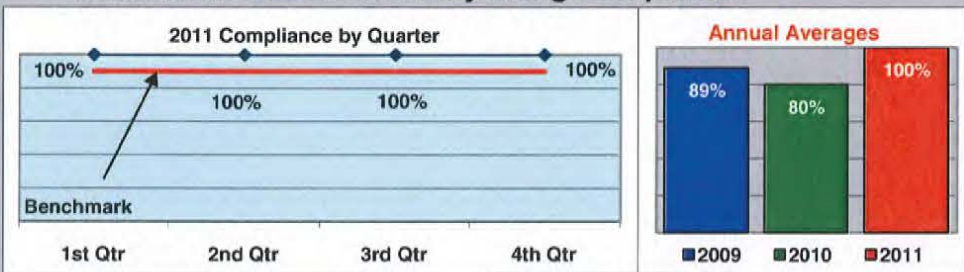 2011 Compliance by Quarter
100%
100%
100%
100%
Benchmark
1st Qtr 2nd Qtr 3rd Qtr 4th Qtr
Annual Averages
89%
80%
100%
2009 2010 2011